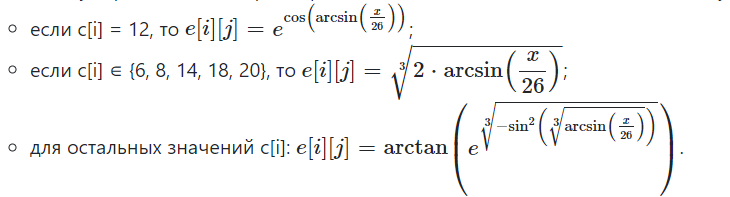 если c[i] = 12, то $e[i][j] = e^{\cos\left(\arcsin\left(\frac{x}{26}\right)\right)}$;
если c[i] ∈ {6, 8, 14, 18, 20}, то $e[i][j] = \sqrt[3]{2 \cdot \arcsin\left(\frac{x}{26}\right)}$;
для остальных значений c[i]: $e[i][j] = \arctan\left(e^{\sqrt[3]{-\sin^2\left(\sqrt[3]{\arcsin\left(\frac{x}{26}\right)}\right)}}\right)$.